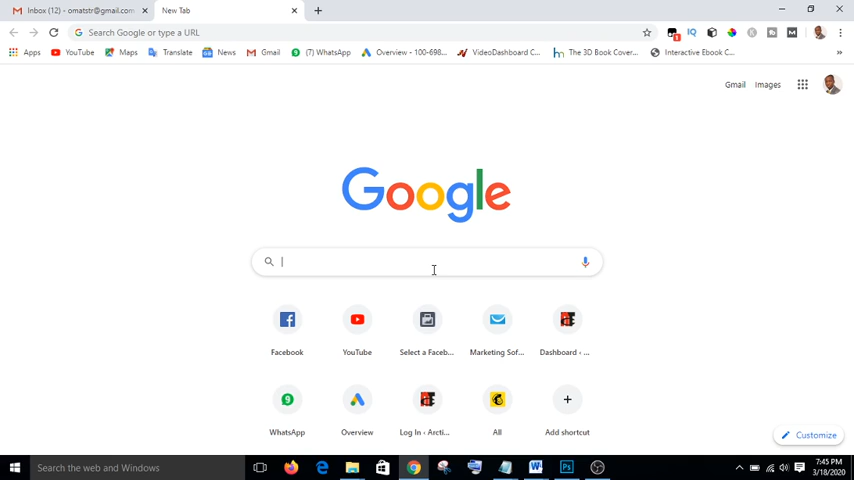 Inbox (12) - omatstr@gmail.com
New Tab
Search Google or type a URL
1
IQ
Apps
YouTube
Maps
Translate
News
Gmail
(7) WhatsApp
Overview - 100-698...
VideoDashboard C...
The 3D Book Cover...
Interactive Ebook C...
»
Gmail
Images
Google
Facebook
YouTube
Select a Faceb...
Marketing Sof...
Dashboard ‹ ...
WhatsApp
Overview
Log In ‹ Arcti...
All
Add shortcut
Customize
Search the web and Windows
7:45 PM
3/18/2020